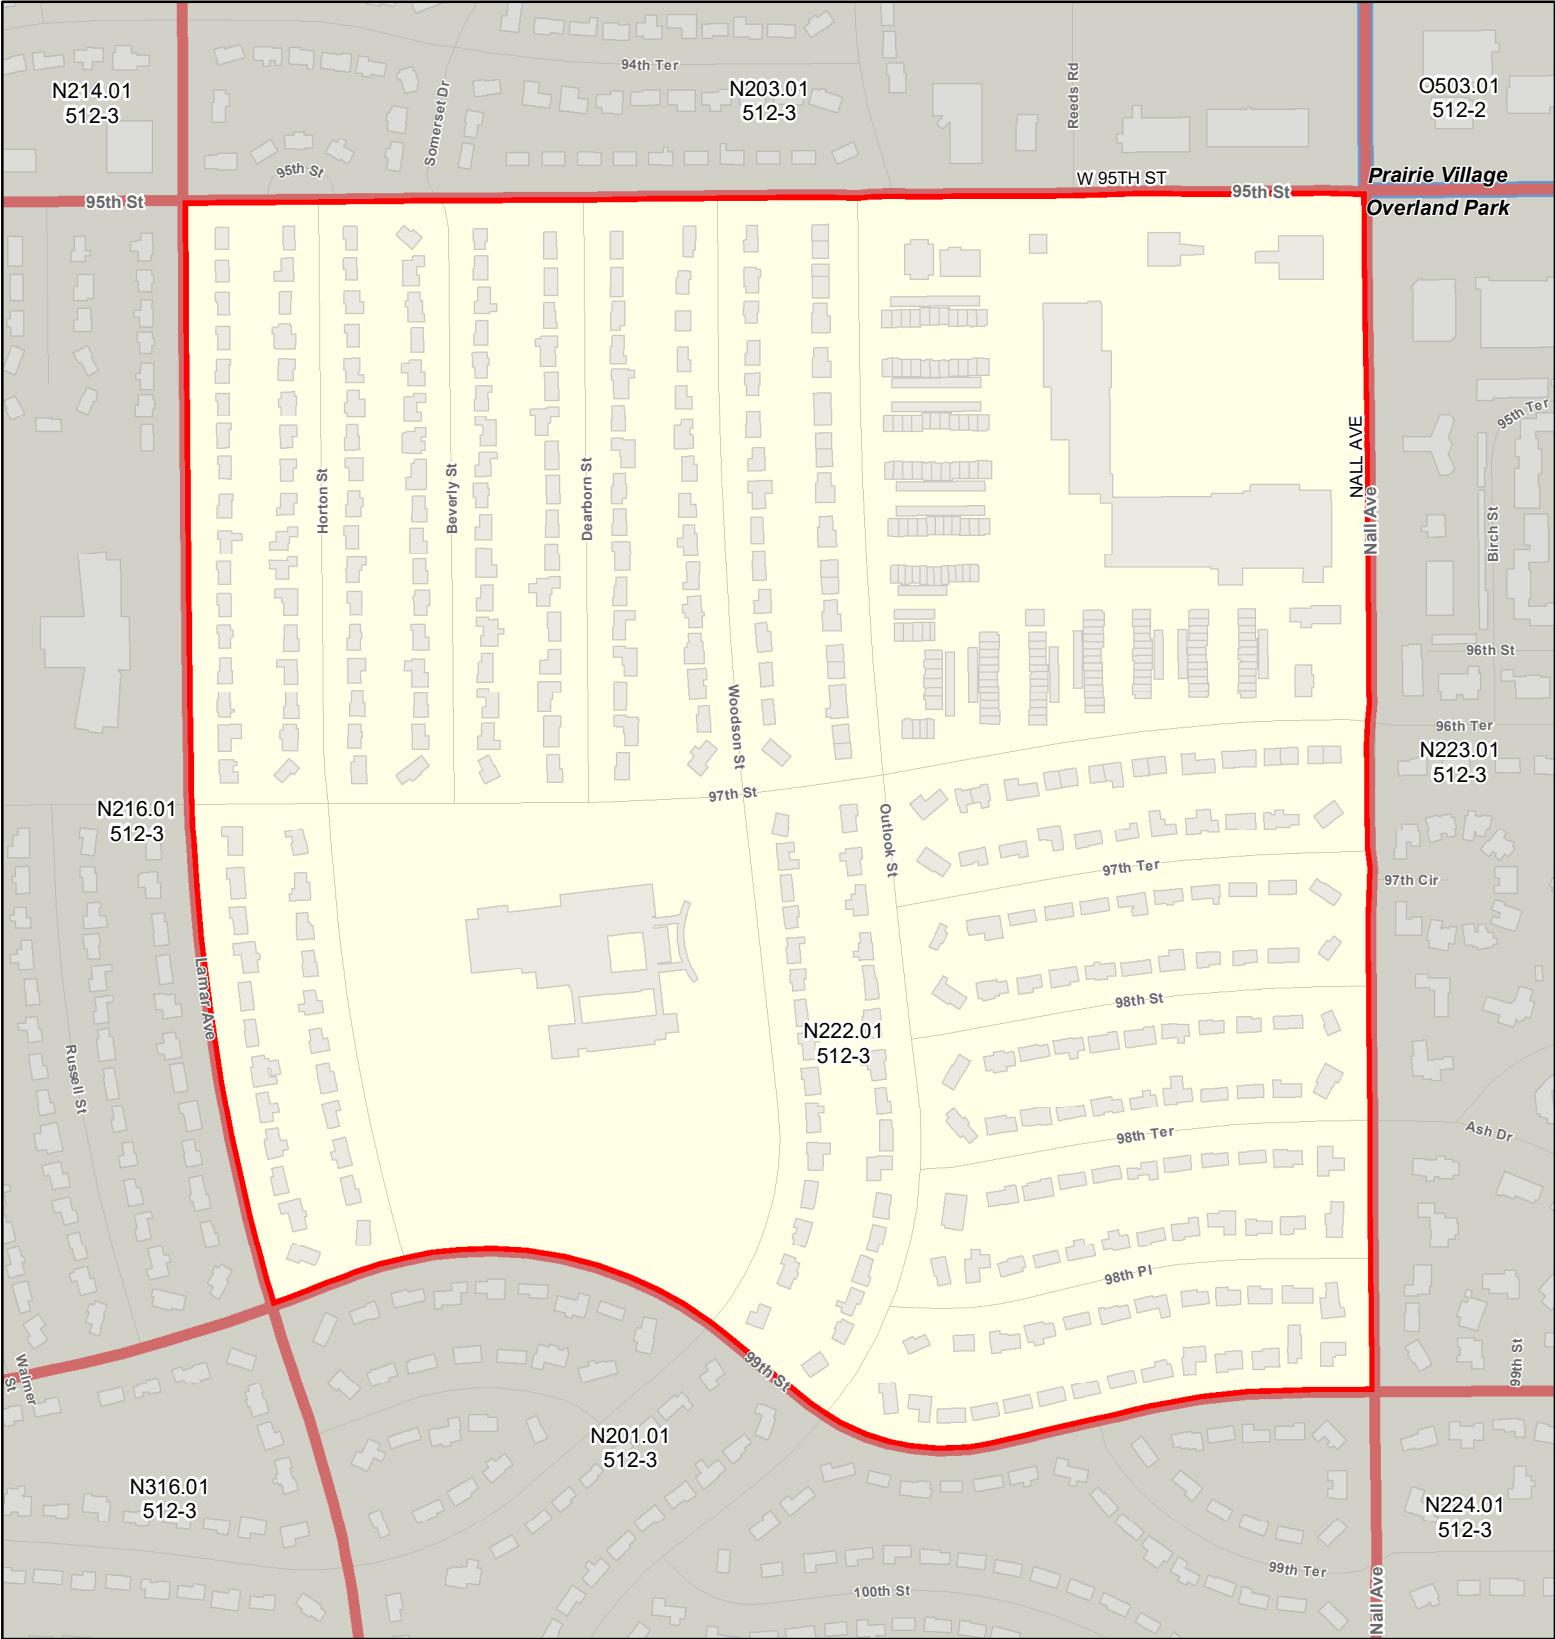 94th Ter
N214.01
512-3
N203.01
512-3
Somerset Dr
Reeds Rd
O503.01
512-2
95th St
W 95TH ST
Prairie Village
95th St
95th St
Overland Park
95th Ter
NALL AVE
Nall Ave
Horton St
Beverly St
Dearborn St
Birch St
96th St
Woodson St
96th Ter
N223.01
512-3
97th St
N216.01
512-3
Outlook St
97th Ter
97th Cir
Lamar Ave
98th St
N222.01
512-3
Russell St
98th Ter
Ash Dr
98th Pl
99th St
99th St
Walmer
St
N201.01
512-3
N316.01
512-3
N224.01
512-3
99th Ter
100th St
Nall Ave